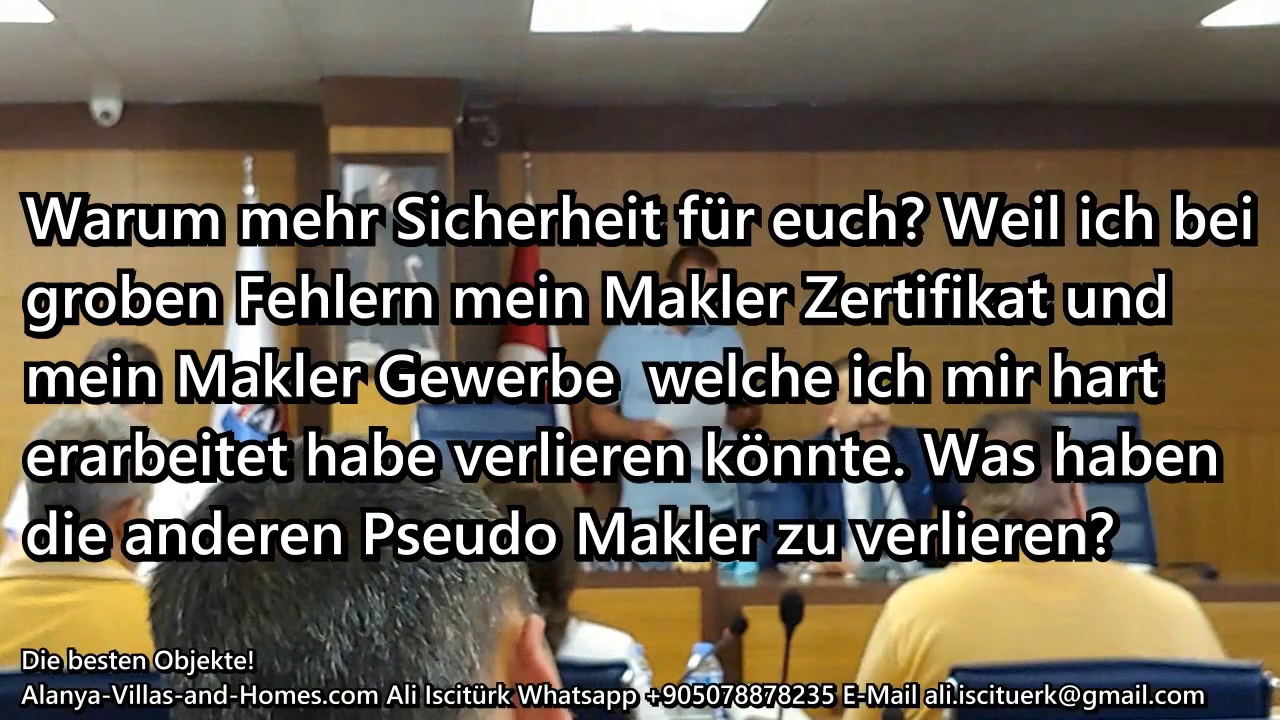 Warum mehr Sicherheit für euch? Weil ich bei
groben Fehlern mein Makler Zertifikat und
mein Makler Gewerbe  welche ich mir hart
erarbeitet habe verlieren könnte. Was haben
die anderen Pseudo Makler zu verlieren?
Die besten Objekte!
Alanya-Villas-and-Homes.com Ali Iscitürk Whatsapp +905078878235 E-Mail ali.iscituerk@gmail.com